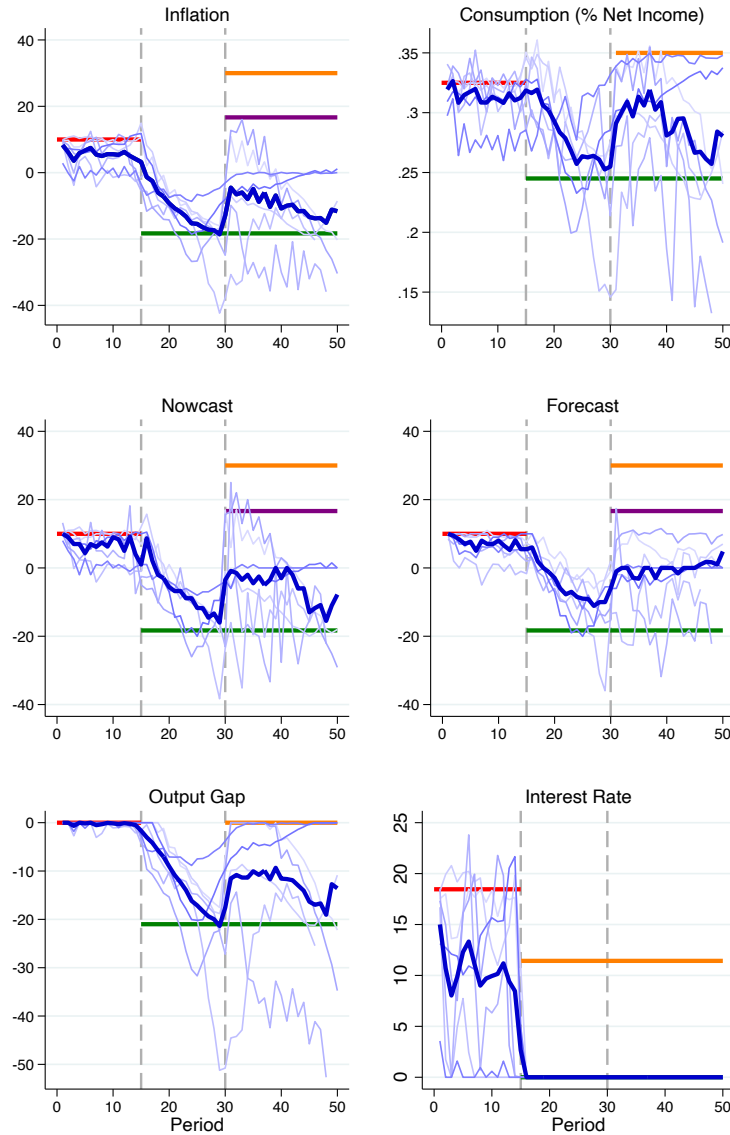 Inflation
40
20
0
-20
-40
0 10 20 30 40 50
Consumption (% Net Income)
.35
.3
.25
.2
.15
0 10 20 30 40 50
Nowcast
40
20
0
-20
-40
0 10 20 30 40 50
Forecast
40
20
0
-20
-40
0 10 20 30 40 50
Output Gap
0
-10
-20
-30
-40
-50
0 10 20 30 40 50
Period
Interest Rate
25
20
15
10
5
0
0 10 20 30 40 50
Period